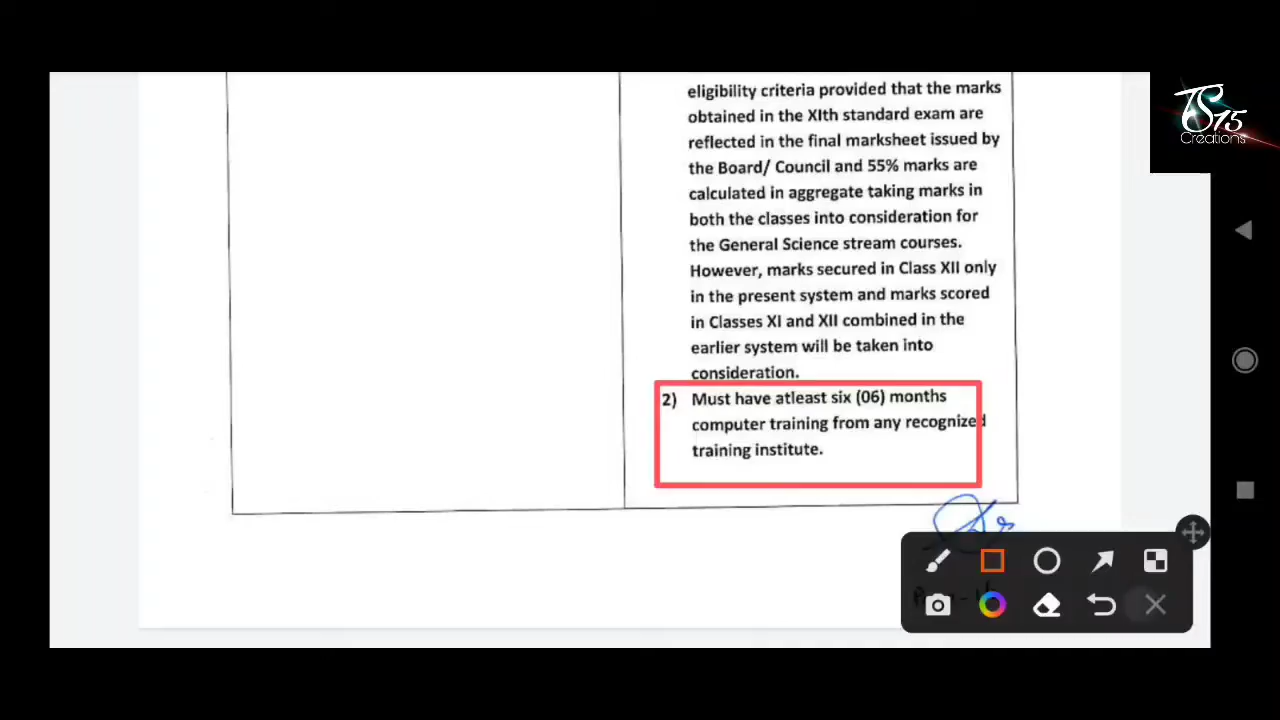 eligibility criteria provided that the marks
obtained in the XIth standard exam are
reflected in the final marksheet issued by
the Board/ Council and 55% marks are
calculated in aggregate taking marks in
both the classes into consideration for
the General Science stream courses.
However, marks secured in Class XII only
in the present system and marks scored
in Classes XI and XII combined in the
earlier system will be taken into
consideration.
2) Must have atleast six (06) months
computer training from any recognized
training institute.
TS75
Creations